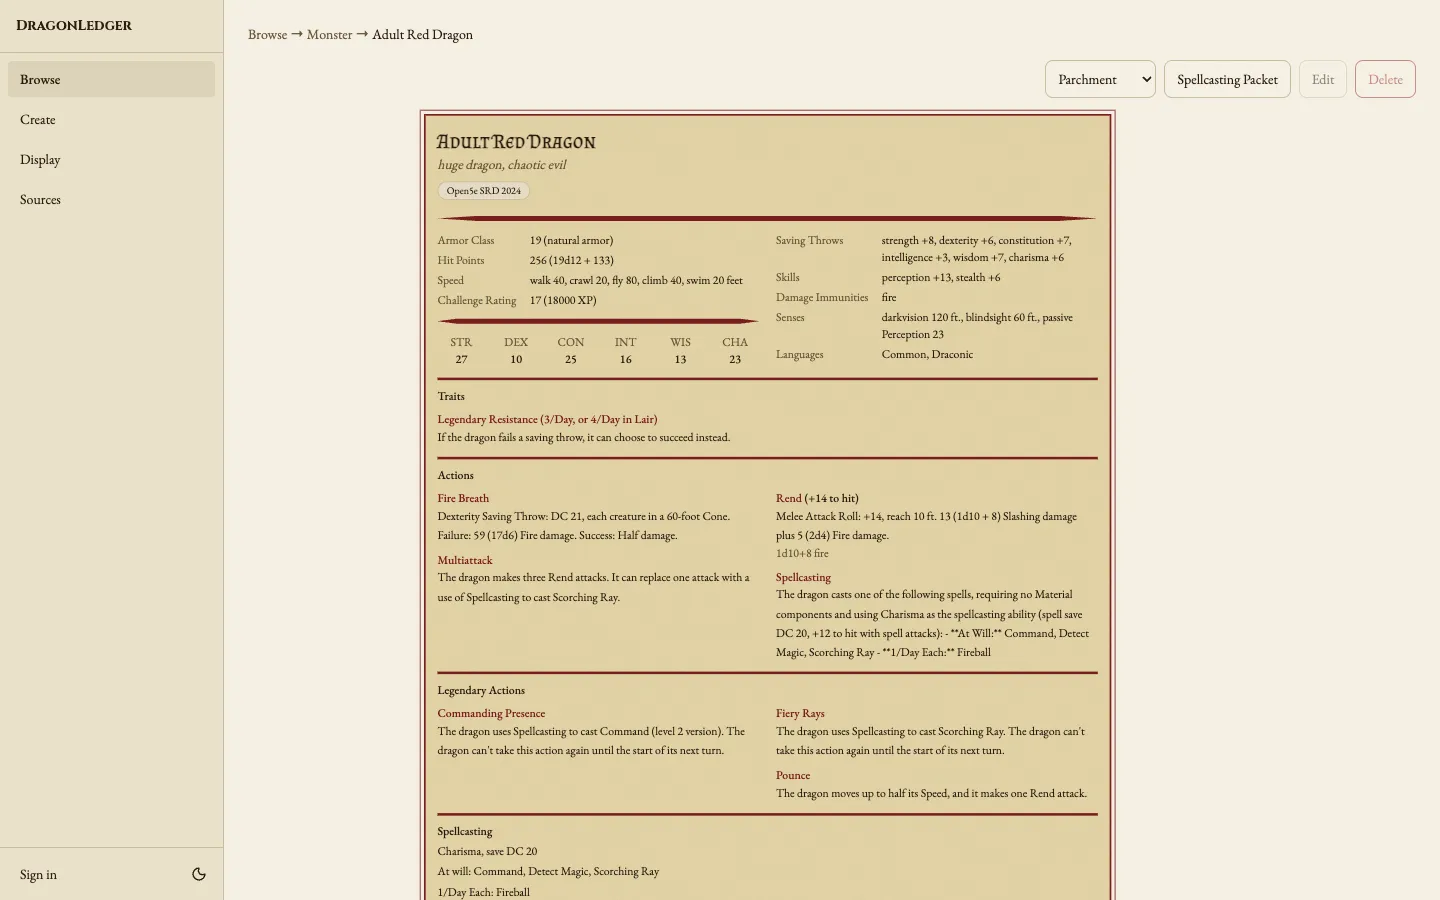 DragonLedger
Browse
Create
Display
Sources
Sign in
Browse → Monster → Adult Red Dragon
Parchment
Spellcasting Packet
Edit
Delete
Adult Red Dragon
huge dragon, chaotic evil
Open5e SRD 2024
Armor Class 19 (natural armor)
Hit Points 256 (19d12 + 133)
Speed walk 40, crawl 20, fly 80, climb 40, swim 20 feet
Challenge Rating 17 (18000 XP)
STR DEX CON INT WIS CHA
27 10 25 16 13 23
Saving Throws strength +8, dexterity +6, constitution +7,
intelligence +3, wisdom +7, charisma +6
Skills perception +13, stealth +6
Damage Immunities fire
Senses darkvision 120 ft., blindsight 60 ft., passive
Perception 23
Languages Common, Draconic
Traits
Legendary Resistance (3/Day, or 4/Day in Lair)
If the dragon fails a saving throw, it can choose to succeed instead.
Actions
Fire Breath
Dexterity Saving Throw: DC 21, each creature in a 60-foot Cone.
Failure: 59 (17d6) Fire damage. Success: Half damage.
Multiattack
The dragon makes three Rend attacks. It can replace one attack with a
use of Spellcasting to cast Scorching Ray.
Rend (+14 to hit)
Melee Attack Roll: +14, reach 10 ft. 13 (1d10 + 8) Slashing damage
plus 5 (2d4) Fire damage.
1d10+8 fire
Spellcasting
The dragon casts one of the following spells, requiring no Material
components and using Charisma as the spellcasting ability (spell save
DC 20, +12 to hit with spell attacks): - **At Will:** Command, Detect
Magic, Scorching Ray - **1/Day Each:** Fireball
Legendary Actions
Commanding Presence
The dragon uses Spellcasting to cast Command (level 2 version). The
dragon can't take this action again until the start of its next turn.
Fiery Rays
The dragon uses Spellcasting to cast Scorching Ray. The dragon can't
take this action again until the start of its next turn.
Pounce
The dragon moves up to half its Speed, and it makes one Rend attack.
Spellcasting
Charisma, save DC 20
At will: Command, Detect Magic, Scorching Ray
1/Day Each: Fireball